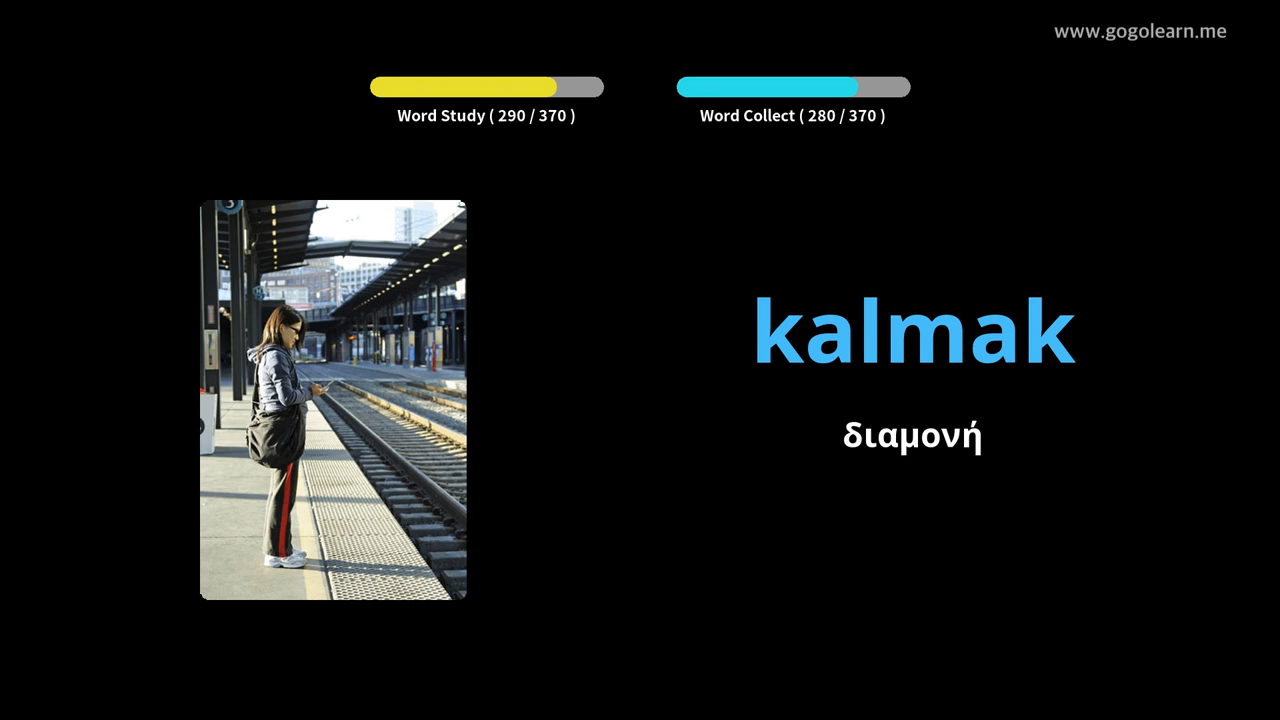 www.gogolearn.me
Word Study ( 290 / 370 )
Word Collect ( 280 / 370 )
kalmak
διαμονή